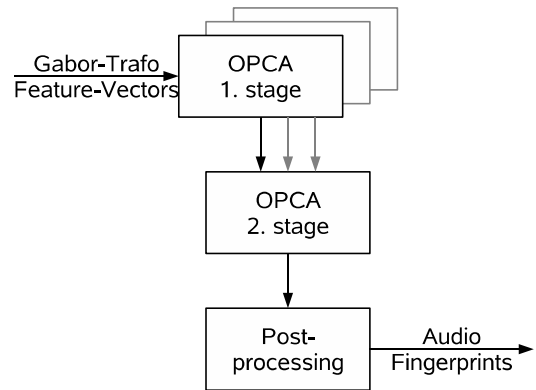 Gabor-Trafo
Feature-Vectors
OPCA
1. stage
OPCA
2. stage
Post-
processing
Audio
Fingerprints